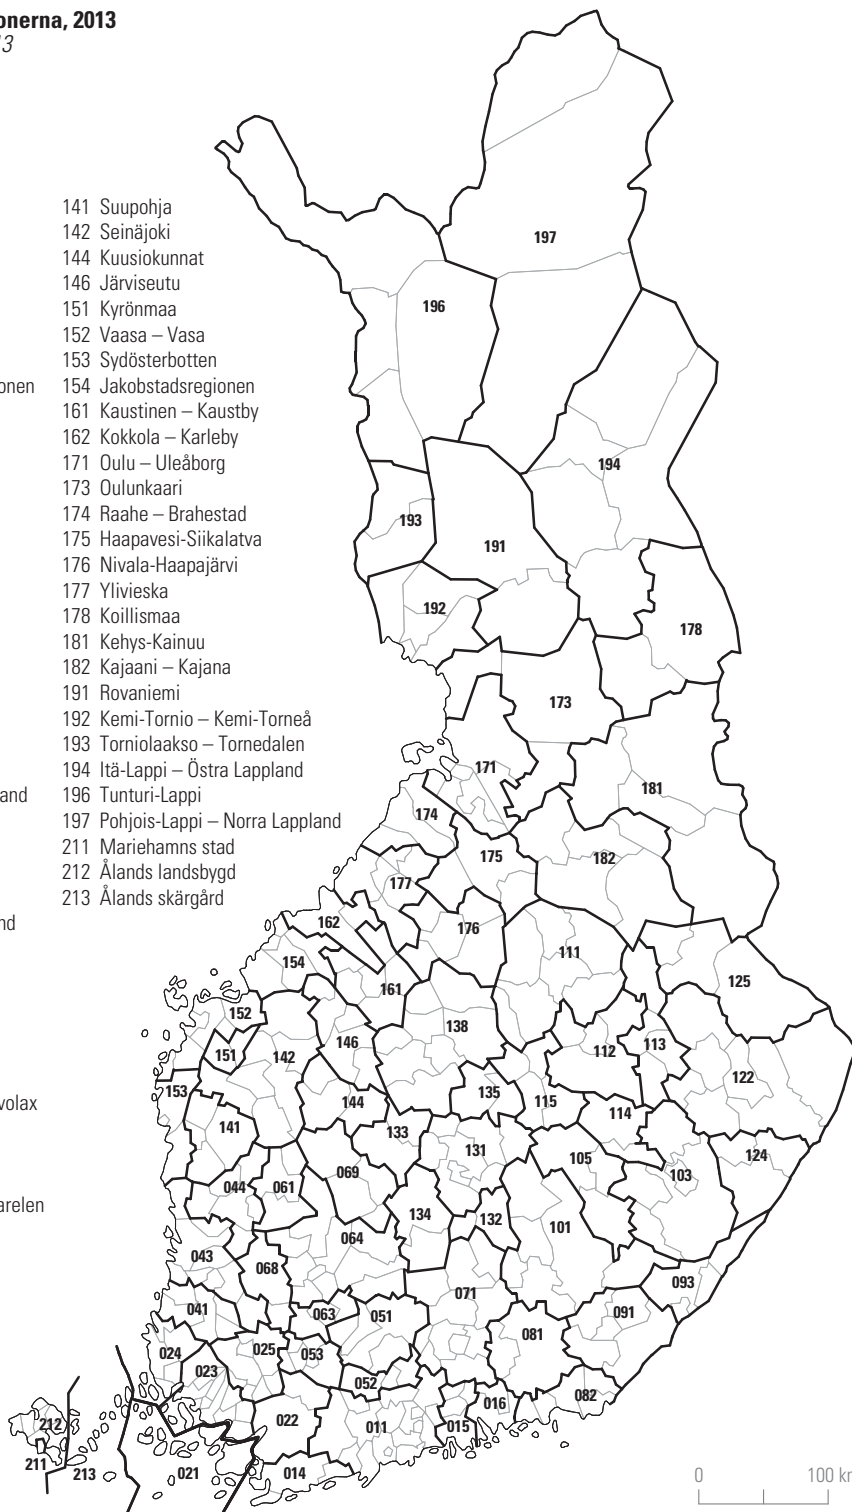 onerna, 2013
13
141 Suupohja
142 Seinäjoki
144 Kuusiokunnat
146 Järviseutu
151 Kyrönmaa
152 Vaasa – Vasa
153 Sydösterbotten
onen
154 Jakobstadsregionen
161 Kaustinen – Kaustby
162 Kokkola – Karleby
171 Oulu – Uleåborg
173 Oulunkaari
174 Raahe – Brahestad
175 Haapavesi-Siikalatva
176 Nivala-Haapajärvi
177 Ylivieska
178 Koillismaa
181 Kehys-Kainuu
182 Kajaani – Kajana
191 Rovaniemi
192 Kemi-Tornio – Kemi-Torneå
193 Torniolaakso – Tornedalen
194 Itä-Lappi – Östra Lappland
and
196 Tunturi-Lappi
197 Pohjois-Lappi – Norra Lappland
211 Mariehamns stad
212 Ålands landsbygd
213 Ålands skärgård
nd
volax
arelen
197
196
194
193
191
192
178
173
171
181
174
182
175
177
176
162
111
154
161
125
152
138
151
142
146
112
113
122
153
135
144
115
114
141
133
131
105
124
103
044
061
069
134
132
101
064
043
068
093
071
041
063
051
091
081
024
025
053
023
052
082
022
011
015
016
212
211
213
021
014
0 100 km